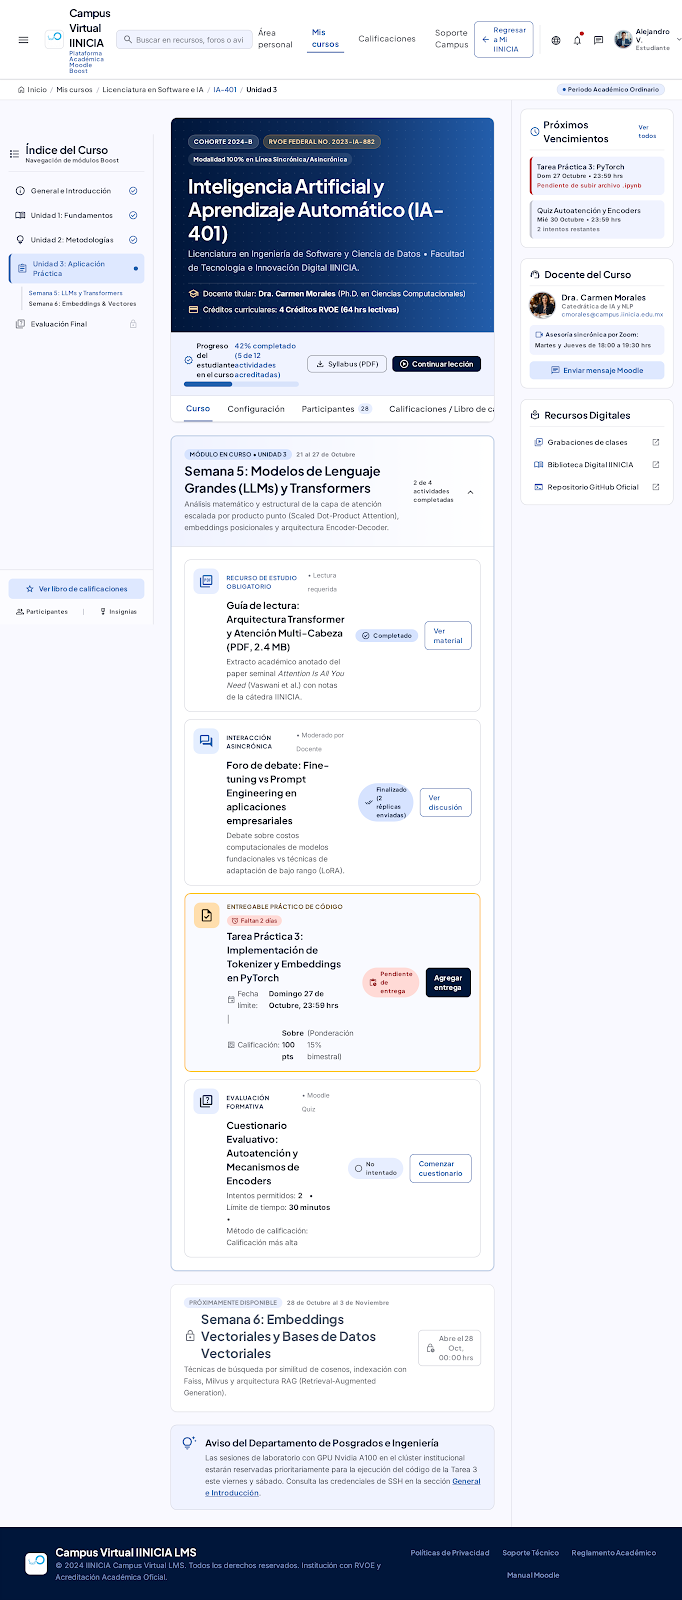 Campus Virtual IINICIA
Plataforma Académica Moodle Boost
Buscar en recursos, foros o avi
Área personal
Mis cursos
Calificaciones
Soporte Campus
Regresar a Mi IINICIA
Alejandro V.
Estudiante
Inicio / Mis cursos / Licenciatura en Software e IA / IA-401 / Unidad 3
• Periodo Académico Ordinario
Índice del Curso
Navegación de módulos Boost
General e Introducción
Unidad 1: Fundamentos
Unidad 2: Metodologías
Unidad 3: Aplicación Práctica
Semana 5: LLMs y Transformers
Semana 6: Embeddings & Vectores
Evaluación Final
Ver libro de calificaciones
Participantes | Insignias
COHORTE 2024-B
RVOE FEDERAL NO. 2023-IA-882
Modalidad 100% en Línea Sincrónica/Asincrónica
Inteligencia Artificial y
Aprendizaje Automático (IA-
401)
Licenciatura en Ingeniería de Software y Ciencia de Datos • Facultad
de Tecnología e Innovación Digital IINICIA.
Docente titular: Dra. Carmen Morales (Ph.D. en Ciencias Computacionales)
Créditos curriculares: 4 Créditos RVOE (64 hrs lectivas)
Progreso del estudiante en el curso
42% completado (5 de 12 actividades acreditadas)
Syllabus (PDF)
Continuar lección
Curso
Configuración
Participantes 28
Calificaciones / Libro de ca
MÓDULO EN CURSO • UNIDAD 3
21 al 27 de Octubre
Semana 5: Modelos de Lenguaje
Grandes (LLMs) y Transformers
Análisis matemático y estructural de la capa de atención
escalada por producto punto (Scaled Dot-Product Attention),
embeddings posicionales y arquitectura Encoder-Decoder.
2 de 4
actividades
completadas
RECURSO DE ESTUDIO
OBLIGATORIO
• Lectura
requerida
Guía de lectura:
Arquitectura Transformer
y Atención Multi-Cabeza
(PDF, 2.4 MB)
Extracto académico anotado del
paper seminal Attention Is All You
Need (Vaswani et al.) con notas
de la cátedra IINICIA.
Completado
Ver material
INTERACCIÓN
ASINCRÓNICA
• Moderado por
Docente
Foro de debate: Fine-
tuning vs Prompt
Engineering en
aplicaciones
empresariales
Debate sobre costos
computacionales de modelos
fundacionales vs técnicas de
adaptación de bajo rango (LoRA).
Finalizado
(2
réplicas
enviadas)
Ver discusión
ENTREGABLE PRÁCTICO DE CÓDIGO
Faltan 2 días
Tarea Práctica 3:
Implementación de
Tokenizer y Embeddings
en PyTorch
Fecha límite:
Domingo 27 de
Octubre, 23:59 hrs
|
Calificación:
Sobre
100
pts
(Ponderación
15%
bimestral)
Pendiente
de
entrega
Agregar
entrega
EVALUACIÓN
FORMATIVA
• Moodle
Quiz
Cuestionario
Evaluativo:
Autoatención y
Mecanismos de
Encoders
Intentos permitidos: 2 •
Límite de tiempo: 30 minutos
•
Método de calificación:
Calificación más alta
No
intentado
Comenzar
cuestionario
PRÓXIMAMENTE DISPONIBLE
28 de Octubre al 3 de Noviembre
Semana 6: Embeddings
Vectoriales y Bases de Datos
Vectoriales
Técnicas de búsqueda por similitud de cosenos, indexación con
Faiss, Milvus y arquitectura RAG (Retrieval-Augmented
Generation).
Abre el 28
Oct,
00:00 hrs
Aviso del Departamento de Posgrados e Ingeniería
Las sesiones de laboratorio con GPU Nvidia A100 en el clúster institucional
estarán reservadas prioritariamente para la ejecución del código de la Tarea 3
este viernes y sábado. Consulta las credenciales de SSH en la sección General
e Introducción.
Próximos
Vencimientos
Ver todos
Tarea Práctica 3: PyTorch
Dom 27 Octubre • 23:59 hrs
Pendiente de subir archivo .ipynb
Quiz Autoatención y Encoders
Mié 30 Octubre • 23:59 hrs
2 intentos restantes
Docente del Curso
Dra. Carmen Morales
Catedrática de IA y NLP
cmorales@campus.iinicia.edu.mx
Asesoría sincrónica por Zoom:
Martes y Jueves de 18:00 a 19:30 hrs
Enviar mensaje Moodle
Recursos Digitales
Grabaciones de clases
Biblioteca Digital IINICIA
Repositorio GitHub Oficial
Campus Virtual IINICIA LMS
© 2024 IINICIA Campus Virtual LMS. Todos los derechos reservados. Institución con RVOE y
Acreditación Académica Oficial.
Políticas de Privacidad
Soporte Técnico
Reglamento Académico
Manual Moodle